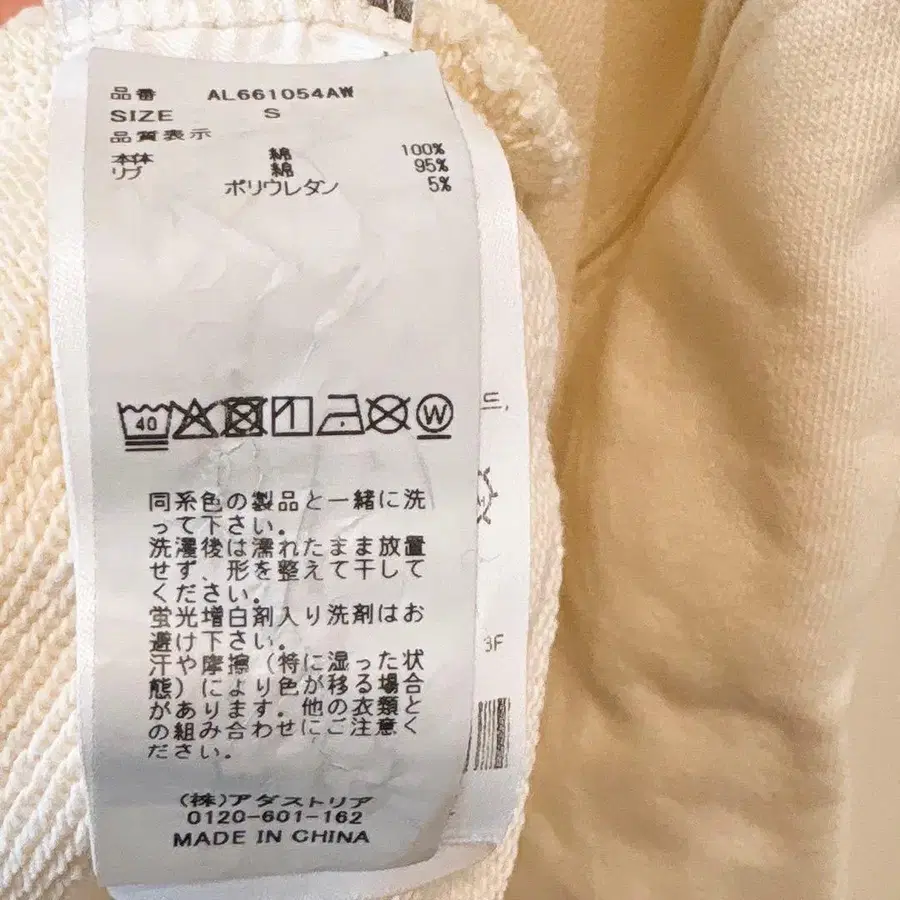 品番 AL661054AW
SIZE S
品質表示
本体 綿 100%
リブ 綿 95%
ポリウレタン 5%
40
W
同系色の製品と一緒に洗
って下さい。
洗濯後は濡れたまま放置
せず、形を整えて干して
ください。
蛍光増白剤入り洗剤はお
避け下さい。
汗や摩擦（特に湿った状
態）により色が移る場合
があります。他の衣類と
の組み合わせにご注意く
ださい。
(株)アダストリア
0120-601-162
MADE IN CHINA
드,
3F